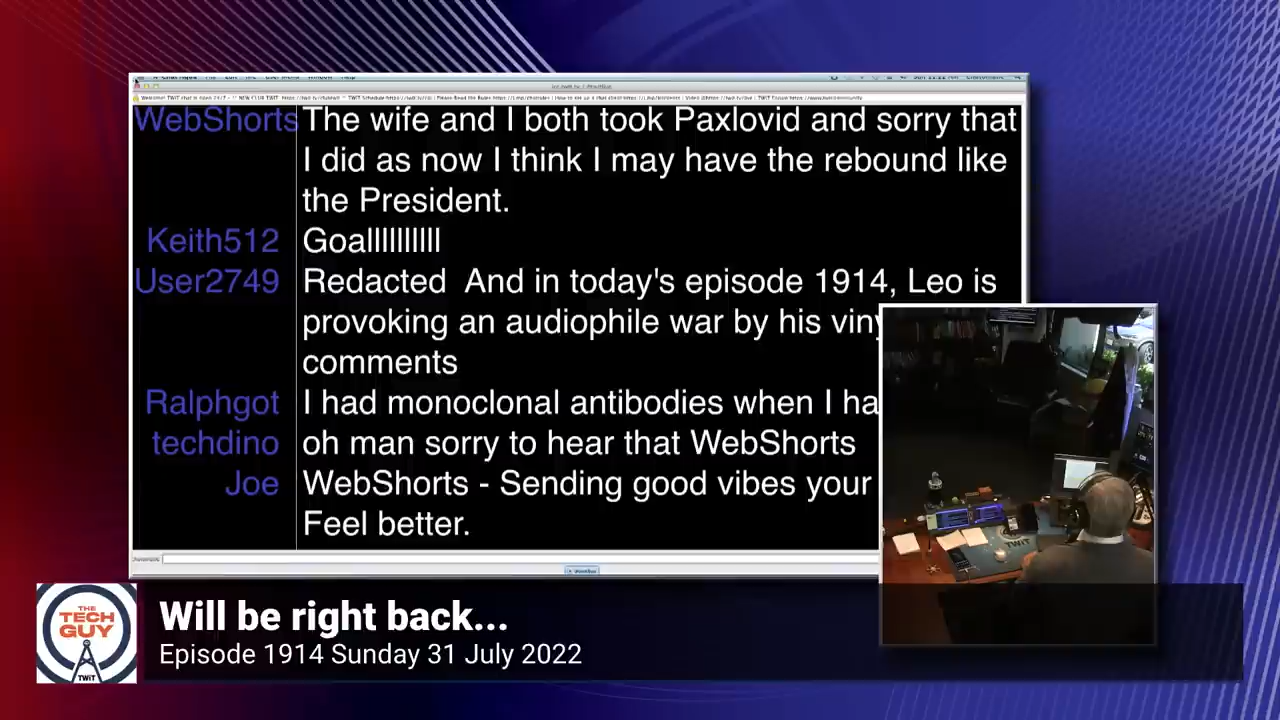 WebShorts The wife and I both took Paxlovid and sorry that
I did as now I think I may have the rebound like
the President.
Keith512 Goalllllllllll
User2749 Redacted And in today's episode 1914, Leo is
provoking an audiophile war by his
comments
Ralphgot I had monoclonal antibodies when I
techdino oh man sorry to hear that WebShorts
Joe WebShorts - Sending good vibes your
Feel better.
THE
TECH
GUY
TWiT
Will be right back...
Episode 1914 Sunday 31 July 2022
TWiT